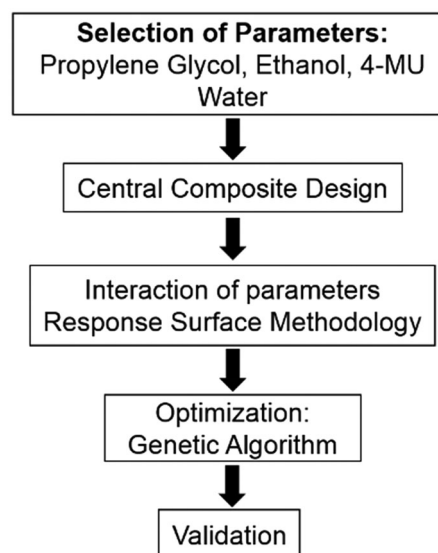 Selection of Parameters:
Propylene Glycol, Ethanol, 4-MU
Water
Central Composite Design
Interaction of parameters
Response Surface Methodology
Optimization:
Genetic Algorithm
Validation